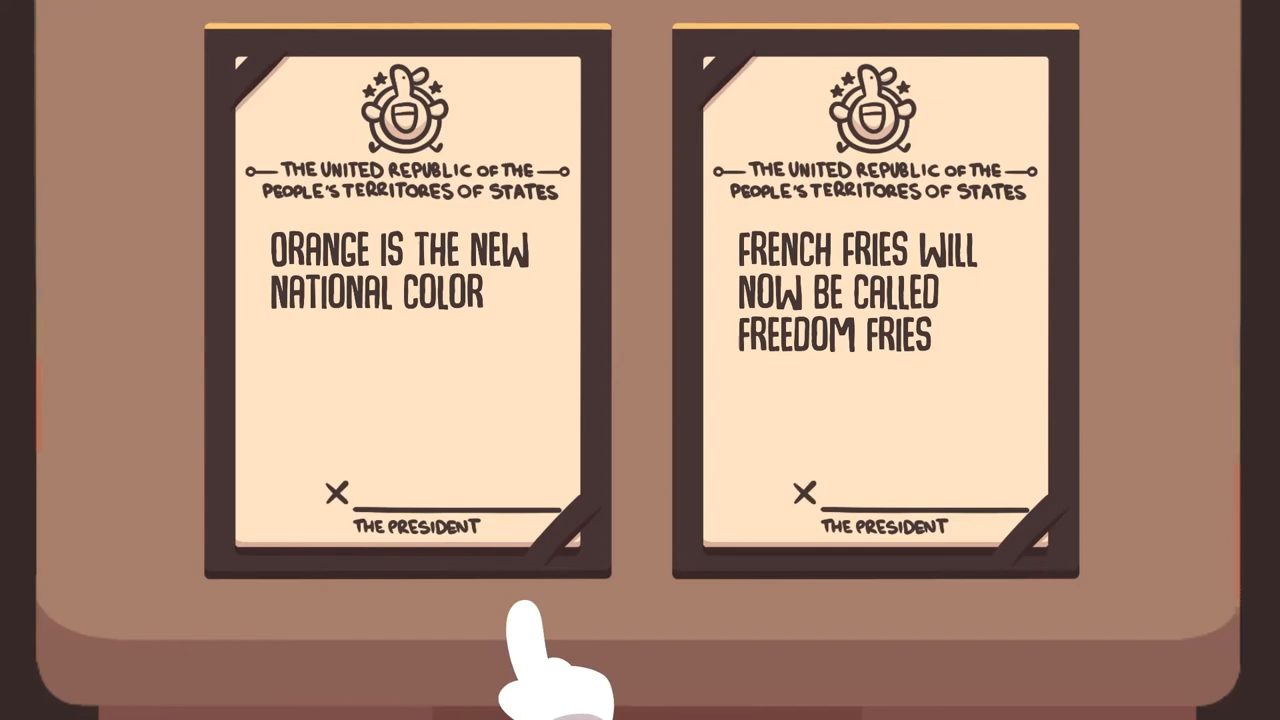 THE UNITED REPUBLIC OF THE
PEOPLE'S TERRITORES OF STATES
ORANGE IS THE NEW
NATIONAL COLOR
X
THE PRESIDENT
THE UNITED REPUBLIC OF THE
PEOPLE'S TERRITORES OF STATES
FRENCH FRIES WILL
NOW BE CALLED
FREEDOM FRIES
X
THE PRESIDENT